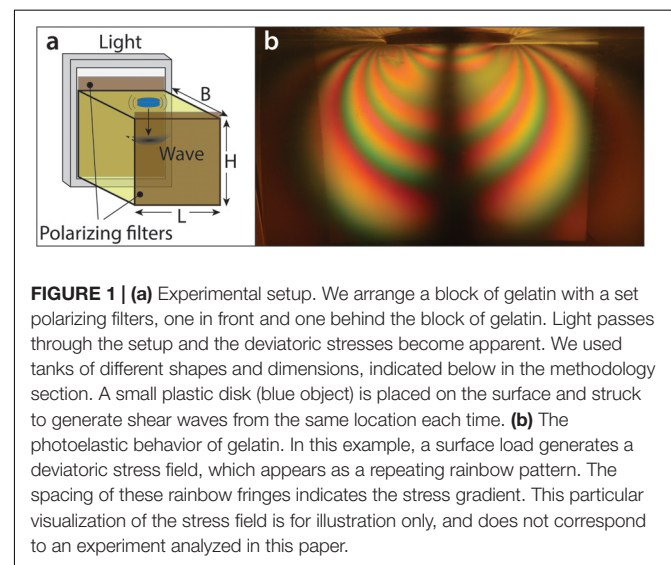 a
Light
B
Wave
H
L
Polarizing filters
b
FIGURE 1 | (a) Experimental setup. We arrange a block of gelatin with a set
polarizing filters, one in front and one behind the block of gelatin. Light passes
through the setup and the deviatoric stresses become apparent. We used
tanks of different shapes and dimensions, indicated below in the methodology
section. A small plastic disk (blue object) is placed on the surface and struck
to generate shear waves from the same location each time. (b) The
photoelastic behavior of gelatin. In this example, a surface load generates a
deviatoric stress field, which appears as a repeating rainbow pattern. The
spacing of these rainbow fringes indicates the stress gradient. This particular
visualization of the stress field is for illustration only, and does not correspond
to an experiment analyzed in this paper.